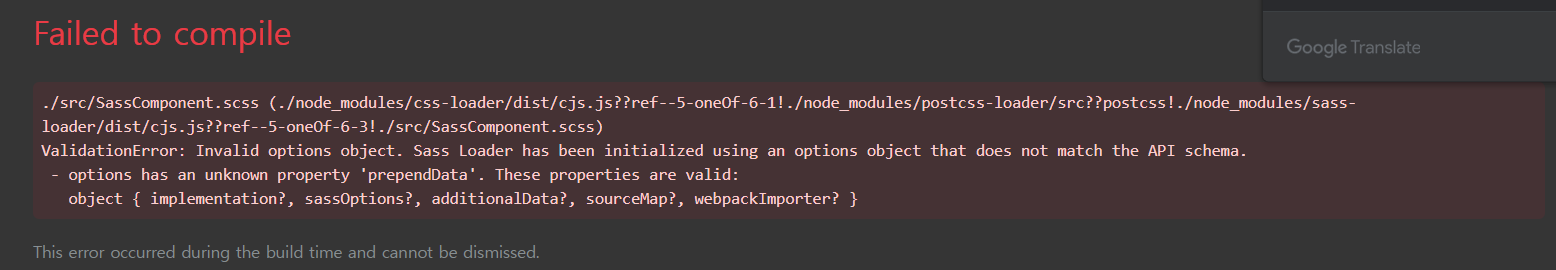 Failed to compile
Google Translate
./src/SassComponent.scss (./node_modules/css-loader/dist/cjs.js??ref--5-oneOf-6-1!./node_modules/postcss-loader/src??postcss!./node_modules/sass-
loader/dist/cjs.js??ref--5-oneOf-6-3!./src/SassComponent.scss)
ValidationError: Invalid options object. Sass Loader has been initialized using an options object that does not match the API schema.
 - options has an unknown property 'prependData'. These properties are valid:
   object { implementation?, sassOptions?, additionalData?, sourceMap?, webpackImporter? }
This error occurred during the build time and cannot be dismissed.